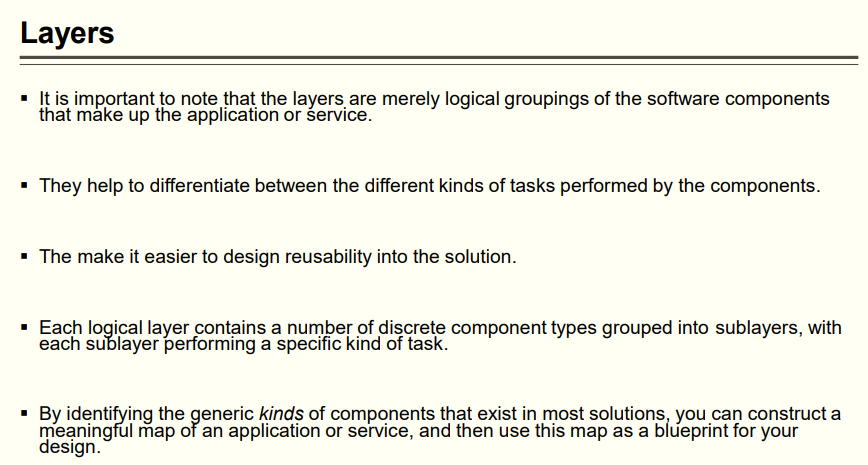 Layers
▪ It is important to note that the layers are merely logical groupings of the software components
that make up the application or service.
▪ They help to differentiate between the different kinds of tasks performed by the components.
▪ The make it easier to design reusability into the solution.
▪ Each logical layer contains a number of discrete component types grouped into sublayers, with
each sublayer performing a specific kind of task.
▪ By identifying the generic kinds of components that exist in most solutions, you can construct a
meaningful map of an application or service, and then use this map as a blueprint for your
design.